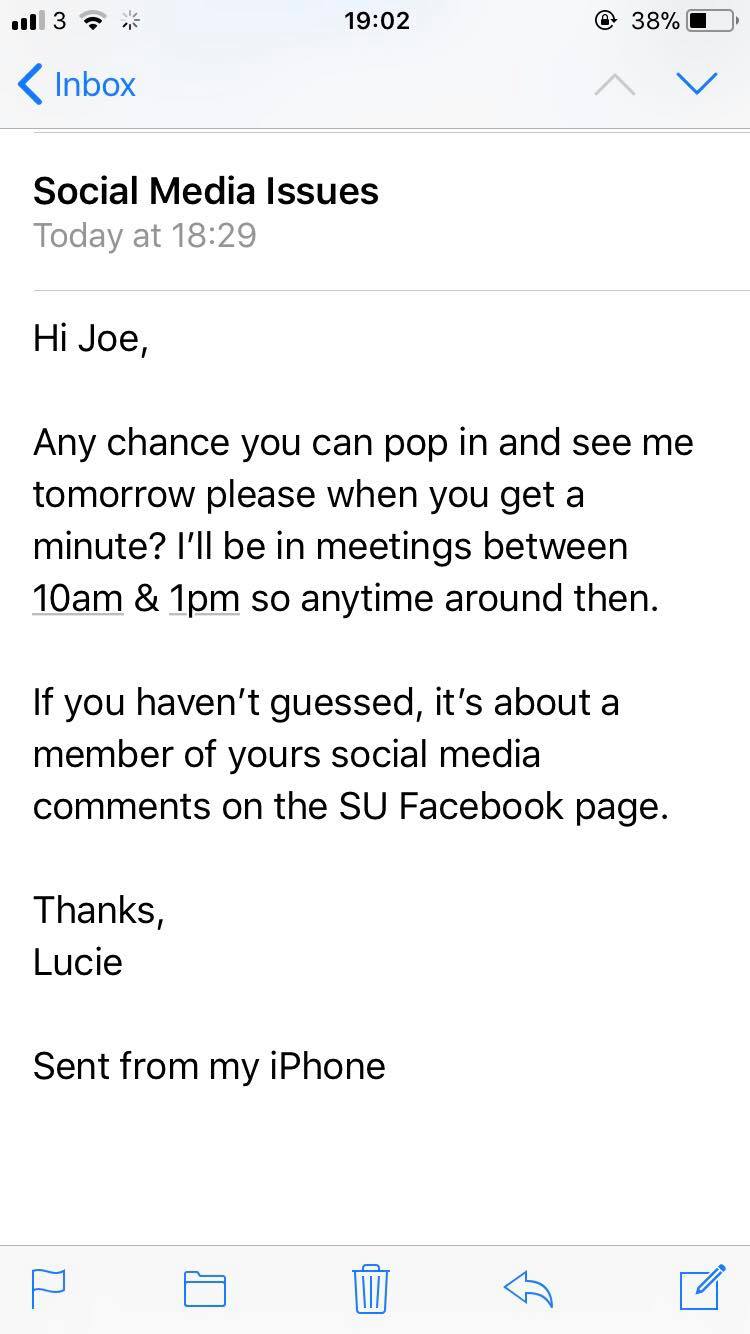 3 19:02 38%
Inbox
Social Media Issues
Today at 18:29
Hi Joe,
Any chance you can pop in and see me
tomorrow please when you get a
minute? I’ll be in meetings between
10am & 1pm so anytime around then.
If you haven’t guessed, it’s about a
member of yours social media
comments on the SU Facebook page.
Thanks,
Lucie
Sent from my iPhone